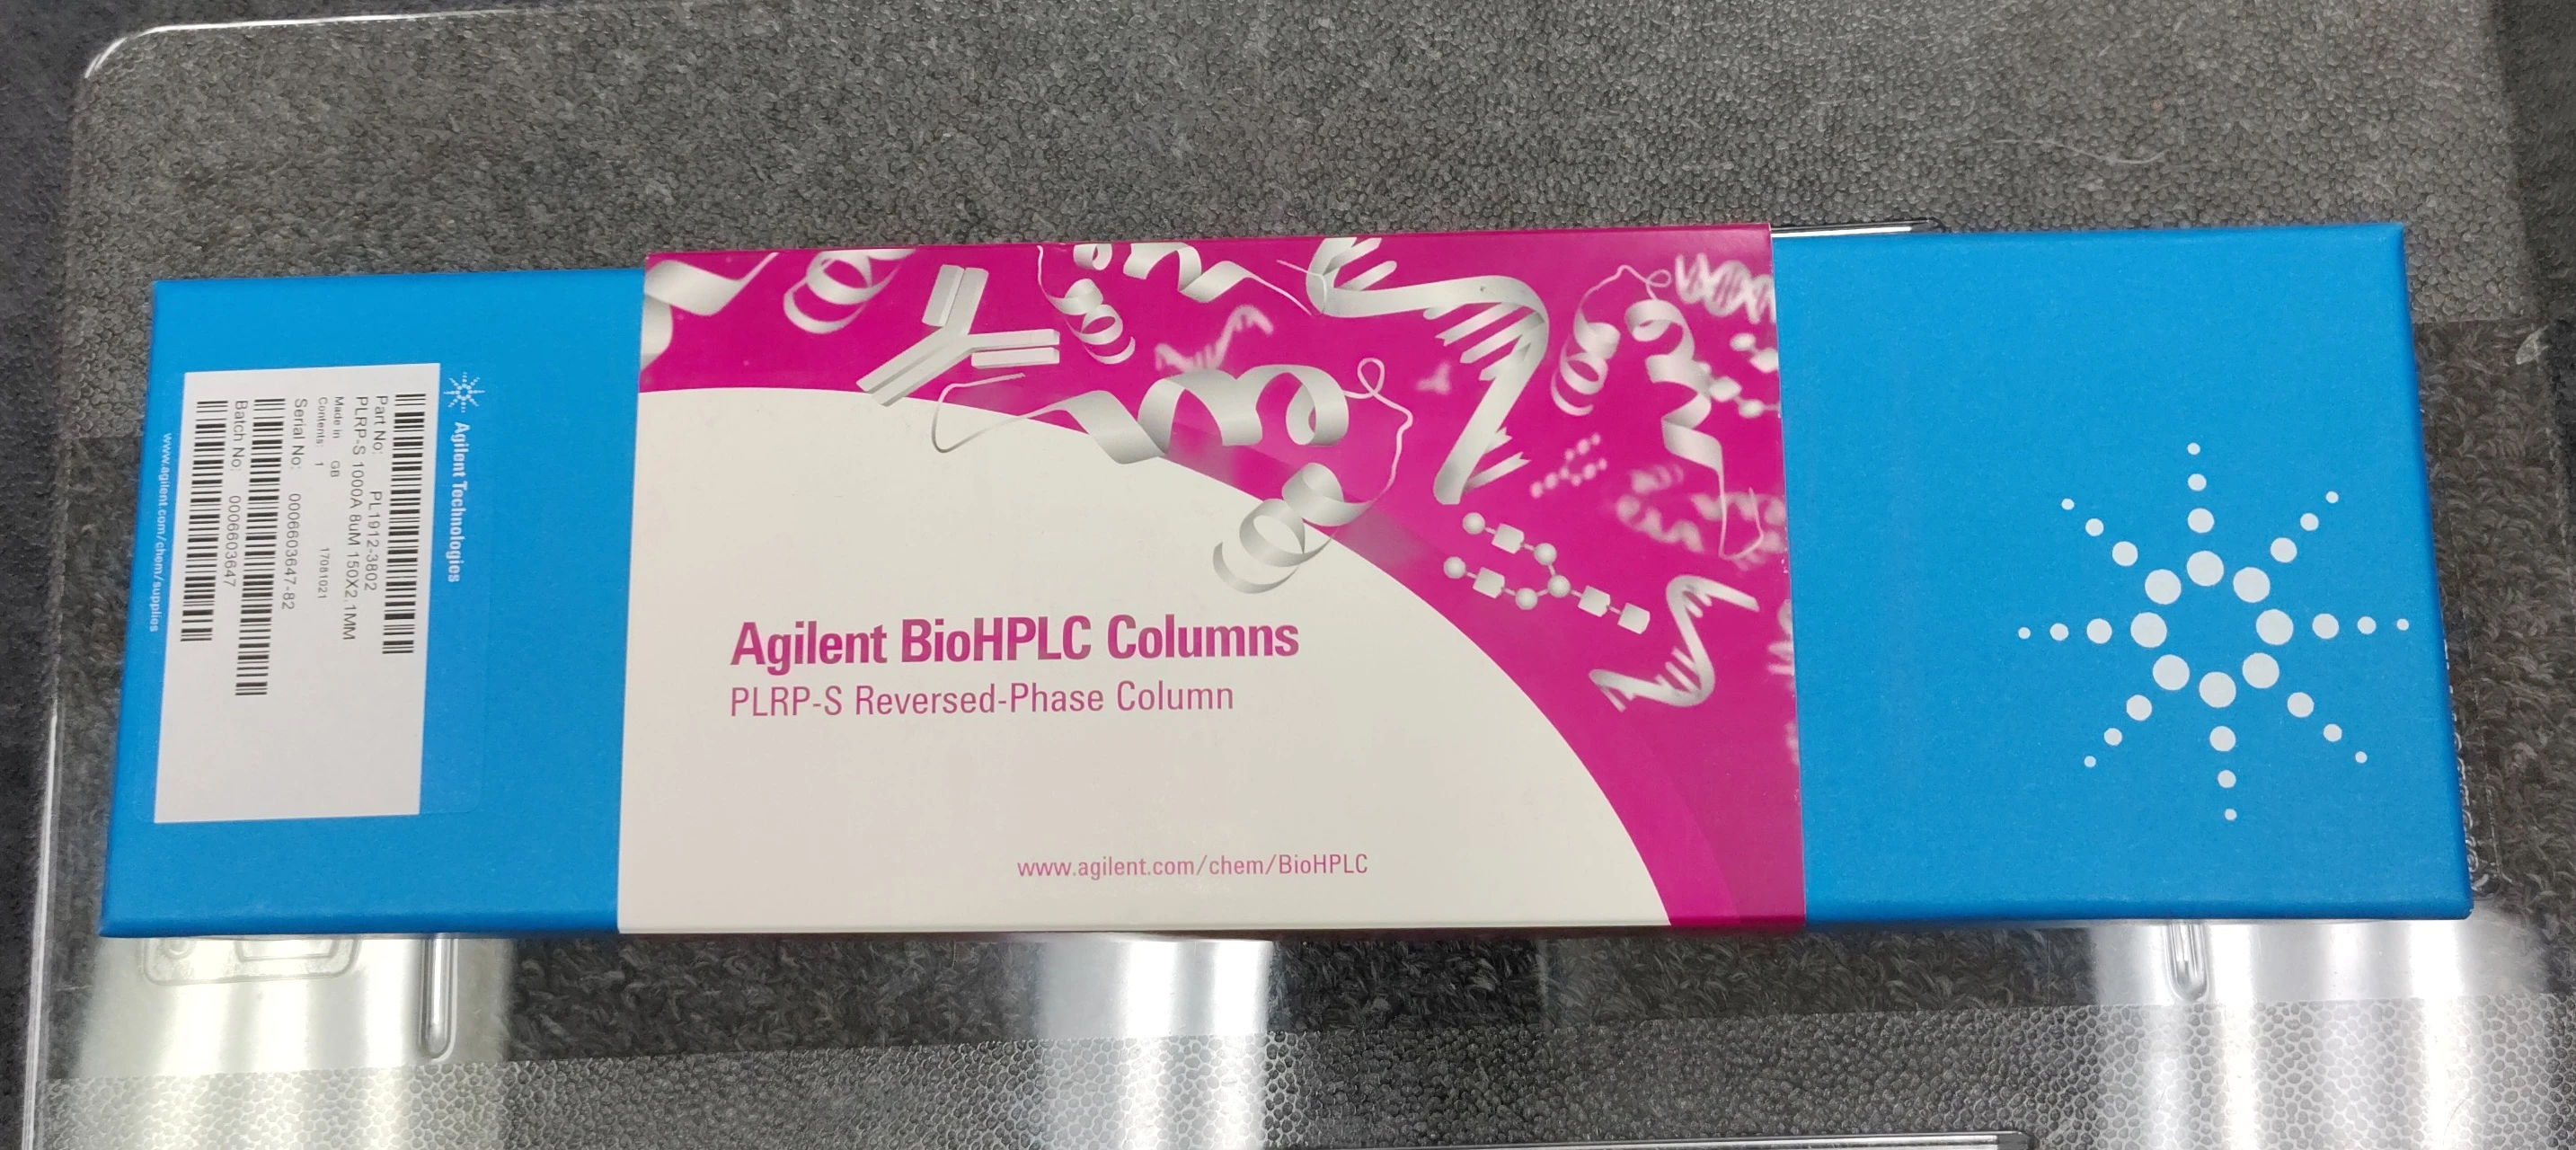 Agilent Technologies
Part No: PL1912-3802
PLRP-S 1000A 8uM 150X2.1MM
Made in GB
Contents: 1 17081021
Serial No: 0006603647-82
Batch No: 0006603647
www.agilent.com/chem/supplies
Agilent BioHPLC Columns
PLRP-S Reversed-Phase Column
www.agilent.com/chem/BioHPLC